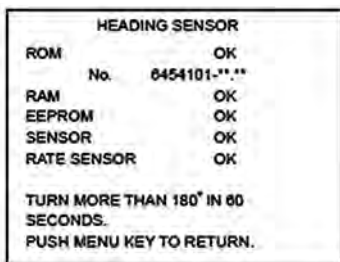 HEADING SENSOR
ROM OK
No. 6454101-**.**
RAM OK
EEPROM OK
SENSOR OK
RATE SENSOR OK
TURN MORE THAN 180° IN 60
SECONDS.
PUSH MENU KEY TO RETURN.